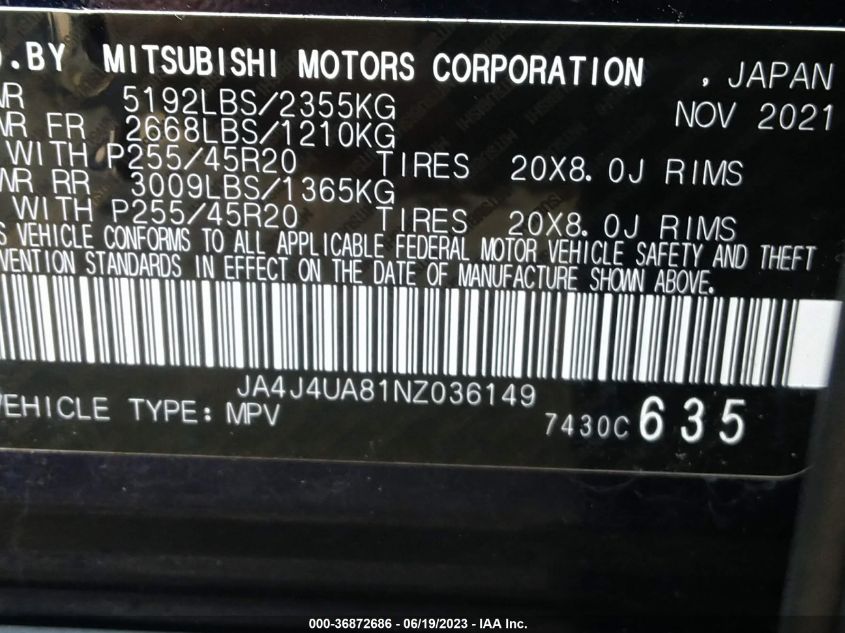 .BY MITSUBISHI MOTORS CORPORATION , JAPAN
WR 5192LBS/2355KG NOV 2021
WR FR 2668LBS/1210KG
WITH P255/45R20 TIRES 20X8.0J RIMS
WR RR 3009LBS/1365KG
WITH P255/45R20 TIRES 20X8.0J RIMS
S VEHICLE CONFORMS TO ALL APPLICABLE FEDERAL MOTOR VEHICLE SAFETY AND THEFT
VENTION STANDARDS IN EFFECT ON THE DATE OF MANUFACTURE SHOWN ABOVE.
JA4J4UA81NZ036149
VEHICLE TYPE: MPV 7430C 635
000-36872686 - 06/19/2023 - IAA Inc.